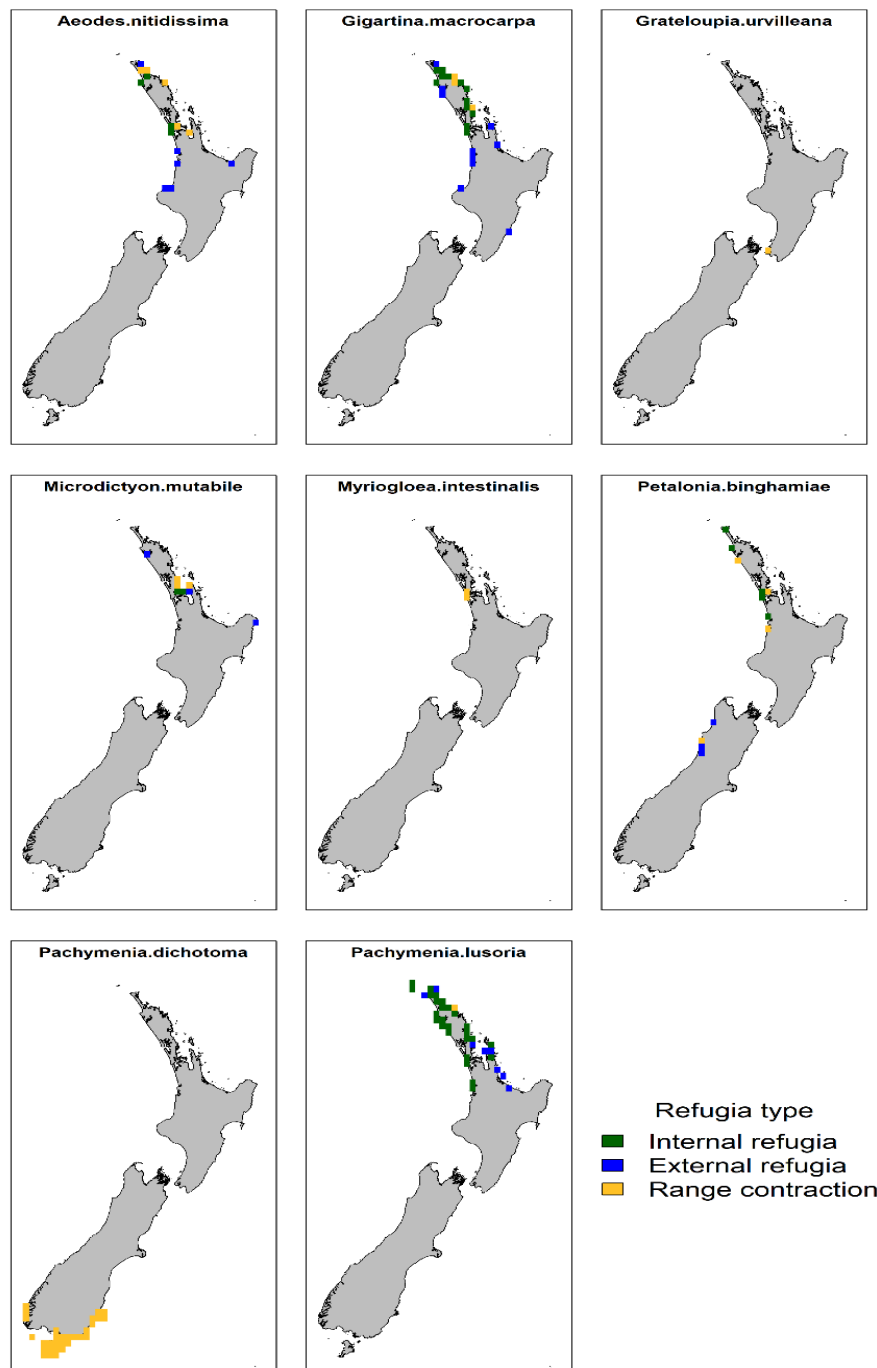 Aeodes.nitidissima
Gigartina.macrocarpa
Grateloupia.urvilleana
Microdictyon.mutabile
Myriogloea.intestinalis
Petalonia.binghamiae
Pachymenia.dichotoma
Pachymenia.lusoria
Refugia type
Internal refugia
External refugia
Range contraction